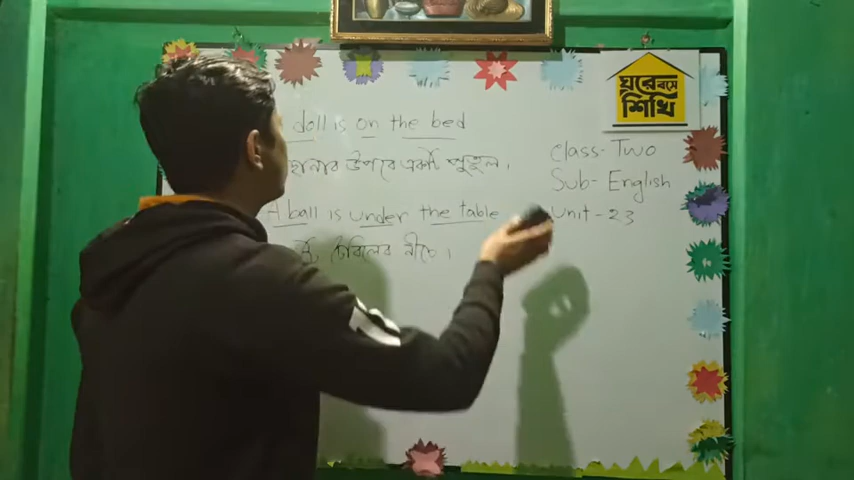 ঘরে বসে
শিখি
doll is on the bed
উপরে একটি পুতুল।
Class- Two
Sub- English
A ball is under the table
Unit - 23
টেবিলের নীচে।